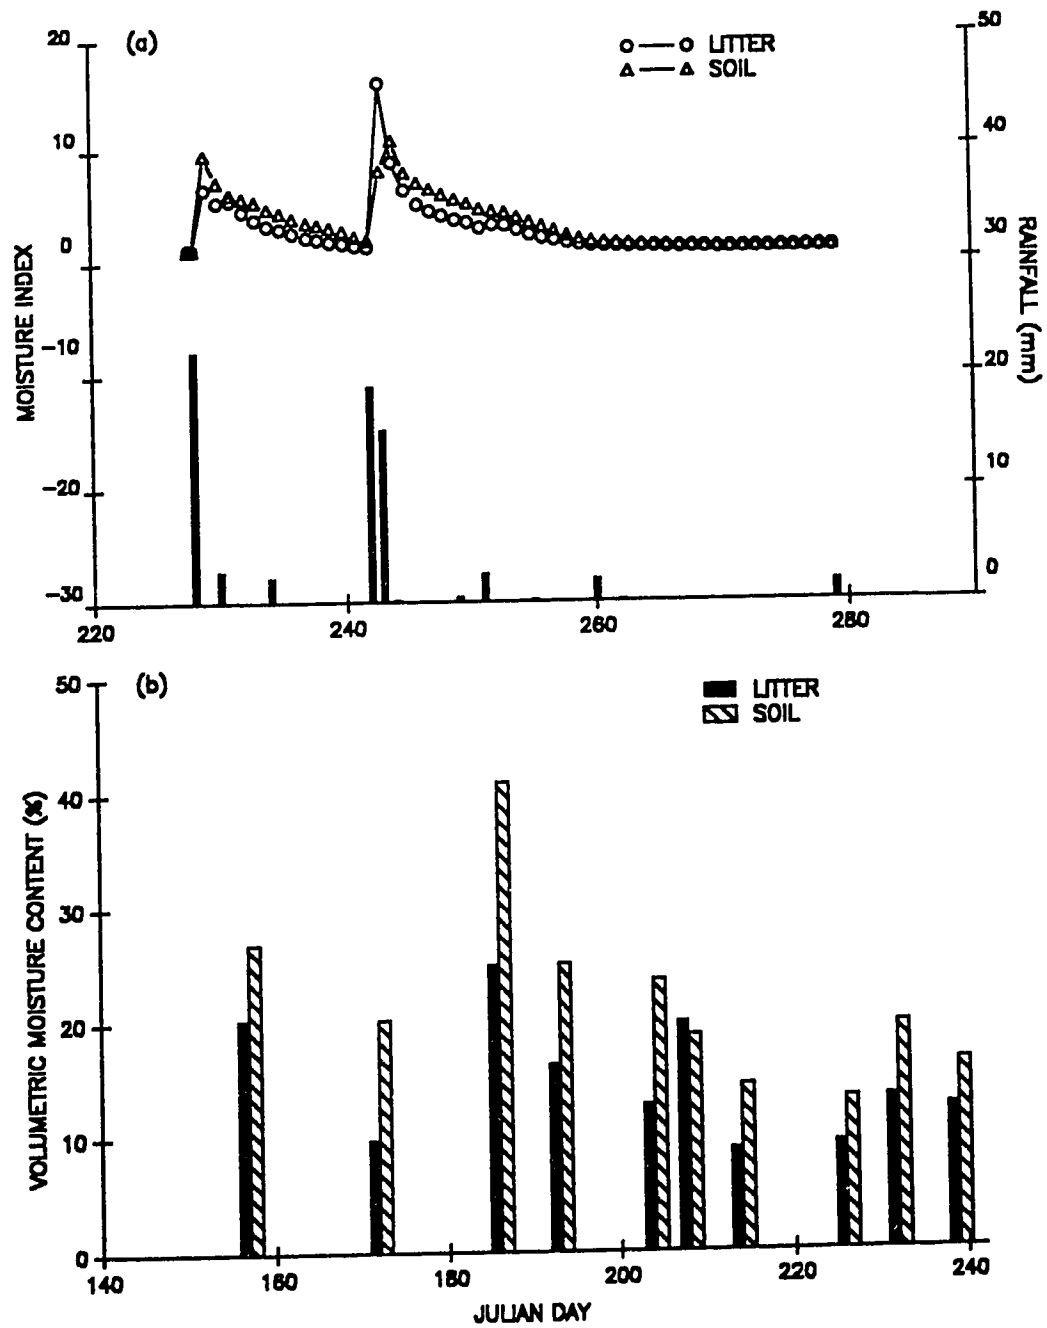 20
(a)
LITTER
SOIL
50
10
40
0
30
MOISTURE INDEX
RAINFALL (mm)
-10
20
-20
10
-30
0
220
240
260
280
50
(b)
LITTER
SOIL
40
30
20
10
0
VOLUMETRIC MOISTURE CONTENT (%)
140
160
180
200
220
240
JULIAN DAY